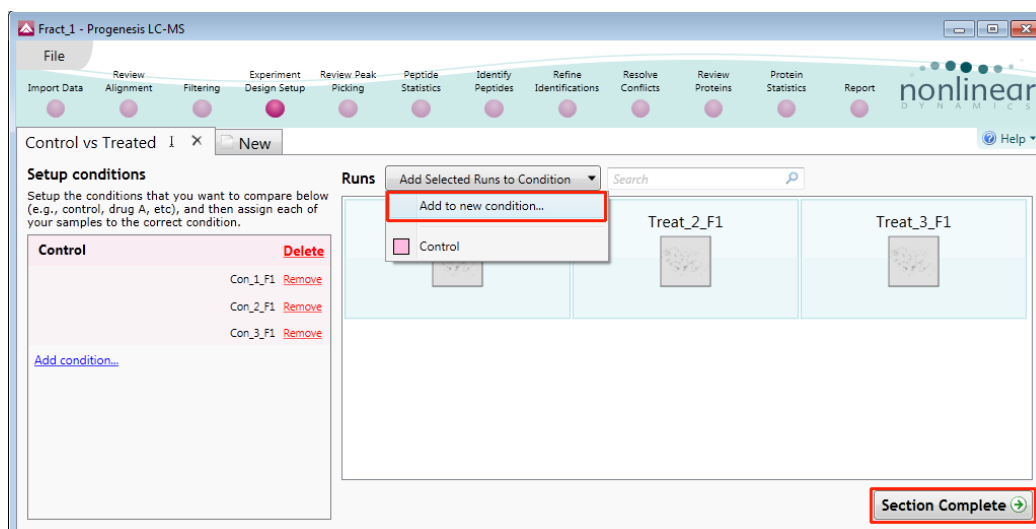 Fract_1 - Progenesis LC-MS
File
Import Data
Review
Alignment
Filtering
Experiment
Design Setup
Review Peak
Picking
Peptide
Statistics
Identify
Peptides
Refine
Identifications
Resolve
Conflicts
Review
Proteins
Protein
Statistics
Report
nonlinear
DYNAMICS
Control vs Treated
New
Help
Setup conditions
Setup the conditions that you want to compare below
(e.g., control, drug A, etc), and then assign each of
your samples to the correct condition.
Control Delete
Con_1_F1 Remove
Con_2_F1 Remove
Con_3_F1 Remove
Add condition...
Runs Add Selected Runs to Condition Search
Add to new condition...
Control
Treat_2_F1
Treat_3_F1
Section Complete